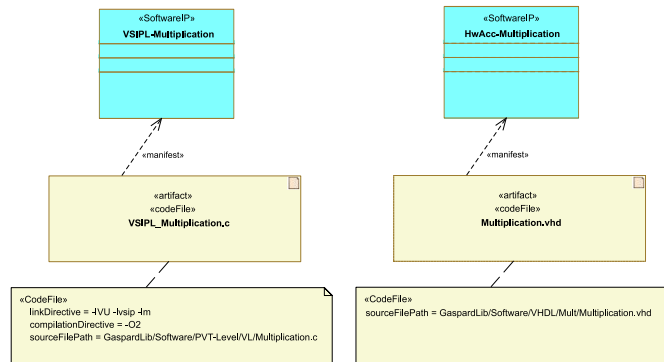 «SoftwareIP»
VSIPL-Multiplication
«manifest»
«artifact»
«codeFile»
VSIPL_Multiplication.c
«CodeFile»
linkDirective = -lVU -lvsip -lm
compilationDirective = -O2
sourceFilePath = GaspardLib/Software/PVT-Level/VL/Multiplication.c
«SoftwareIP»
HwAcc-Multiplication
«manifest»
«artifact»
«codeFile»
Multiplication.vhd
«CodeFile»
sourceFilePath = GaspardLib/Software/VHDL/Mult/Multiplication.vhd